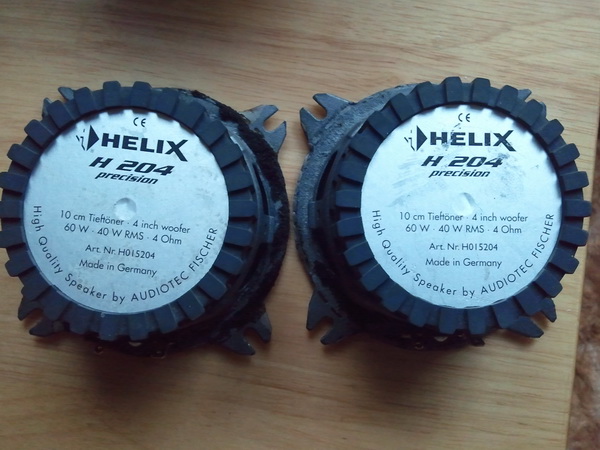 CE
HELIX
H 204
precision
10 cm Tieftöner · 4 inch woofer
60 W · 40 W RMS · 4 Ohm
Art. Nr. H015204
Made in Germany
High Quality Speaker by AUDIOTEC FISCHER
CE
HELIX
H 204
precision
10 cm Tieftöner · 4 inch woofer
60 W · 40 W RMS · 4 Ohm
Art. Nr. H015204
Made in Germany
High Quality Speaker by AUDIOTEC FISCHER